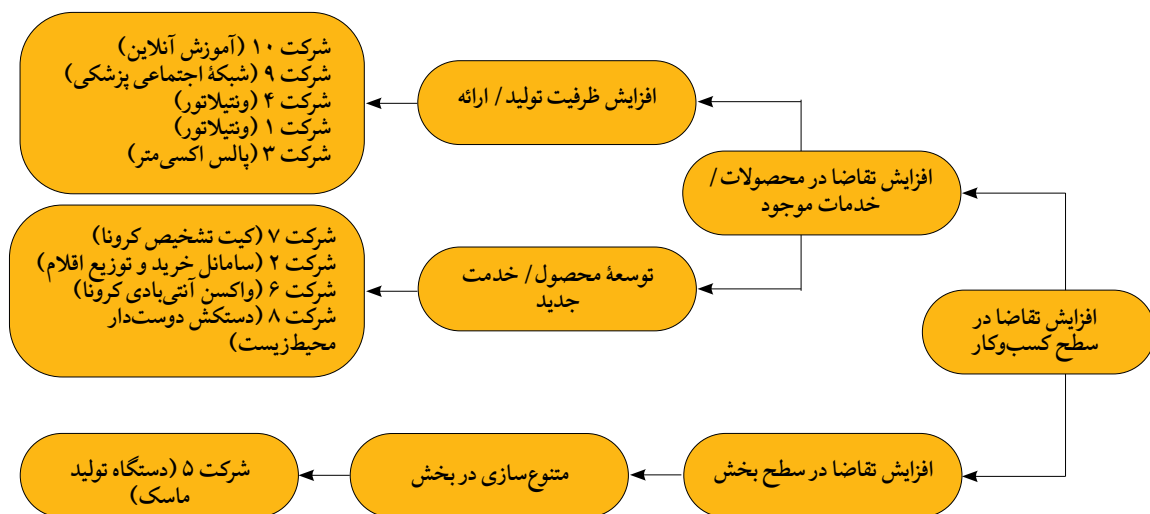 افزایش تقاضا در
سطح کسب‌وکار
افزایش تقاضا در محصولات/
خدمات موجود
افزایش ظرفیت تولید/ ارائه
شرکت ۱۰ (آموزش آنلاین)
شرکت ۹ (شبکهٔ اجتماعی پزشکی)
شرکت ۴ (ونتیلاتور)
شرکت ۱ (ونتیلاتور)
شرکت ۳ (پالس اکسی‌متر)
توسعهٔ محصول/ خدمت
جدید
شرکت ۷ (کیت تشخیص کرونا)
شرکت ۲ (سامانل خرید و توزیع اقلام)
شرکت ۶ (واکسن آنتی‌بادی کرونا)
شرکت ۸ (دستکش دوست‌دار
محیط‌زیست)
افزایش تقاضا در سطح بخش
متنوع‌سازی در بخش
شرکت ۵ (دستگاه تولید
ماسک)